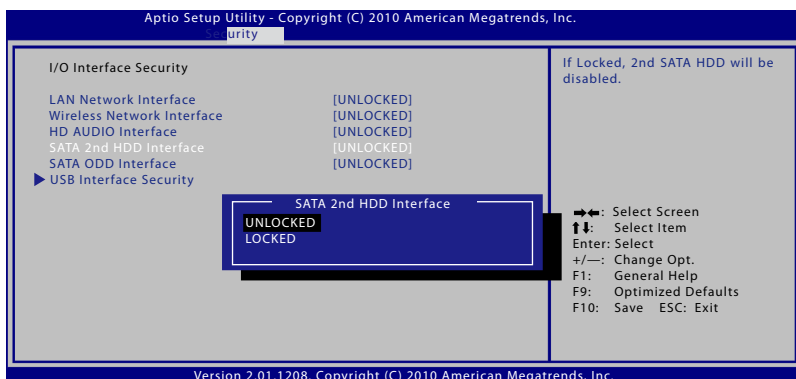 Aptio Setup Utility - Copyright (C) 2010 American Megatrends, Inc.
Security
I/O Interface Security
LAN Network Interface [UNLOCKED]
Wireless Network Interface [UNLOCKED]
HD AUDIO Interface [UNLOCKED]
SATA 2nd HDD Interface [UNLOCKED]
SATA ODD Interface [UNLOCKED]
USB Interface Security
SATA 2nd HDD Interface
UNLOCKED
LOCKED
If Locked, 2nd SATA HDD will be
disabled.
→←: Select Screen
↑↓: Select Item
Enter: Select
+/—: Change Opt.
F1: General Help
F9: Optimized Defaults
F10: Save ESC: Exit
Version 2.01.1208. Copyright (C) 2010 American Megatrends, Inc.